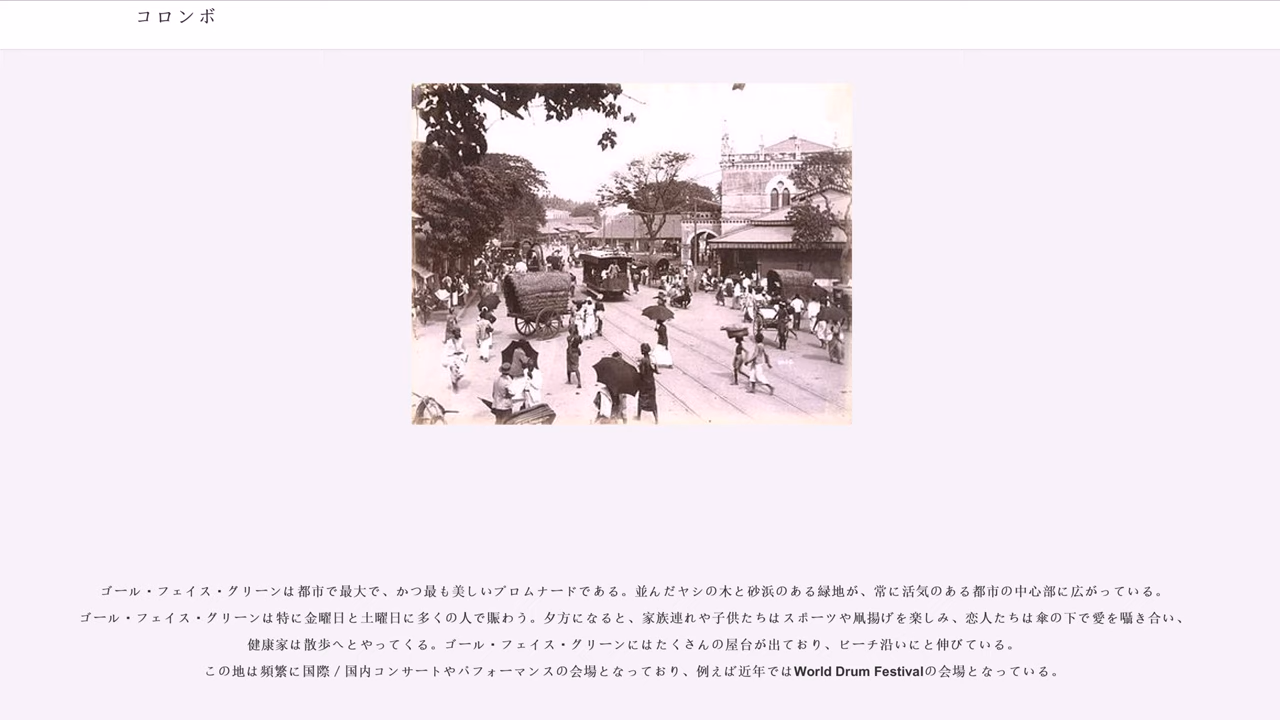 コロンボ
ゴール・フェイス・グリーンは都市で最大で、かつ最も美しいプロムナードである。並んだヤシの木と砂浜のある緑地が、常に活気のある都市の中心部に広がっている。
ゴール・フェイス・グリーンは特に金曜日と土曜日に多くの人で賑わう。夕方になると、家族連れや子供たちはスポーツや凧揚げを楽しみ、恋人たちは傘の下で愛を囁き合い、
健康家は散歩へとやってくる。ゴール・フェイス・グリーンにはたくさんの屋台が出ており、ビーチ沿いにと伸びている。
この地は頻繁に国際/国内コンサートやパフォーマンスの会場となっており、例えば近年ではWorld Drum Festivalの会場となっている。